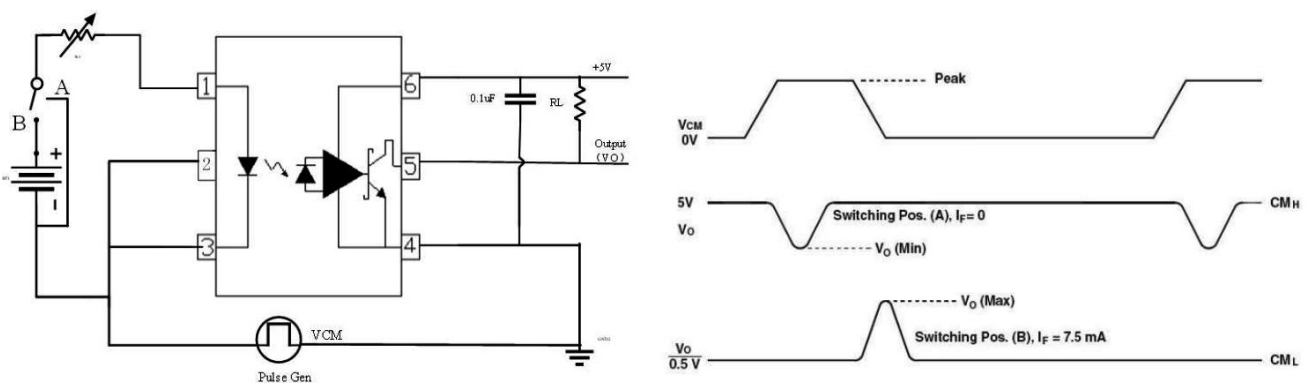 A
B
+
-
1
2
3
6
5
4
+5V
0.1uF
RL
Output
(VO)
VCM
Pulse Gen
Peak
VCM
0V
5V
VO
Switching Pos. (A), IF= 0
CMH
VO (Min)
VO (Max)
Switching Pos. (B), IF = 7.5 mA
VO
0.5 V
CML